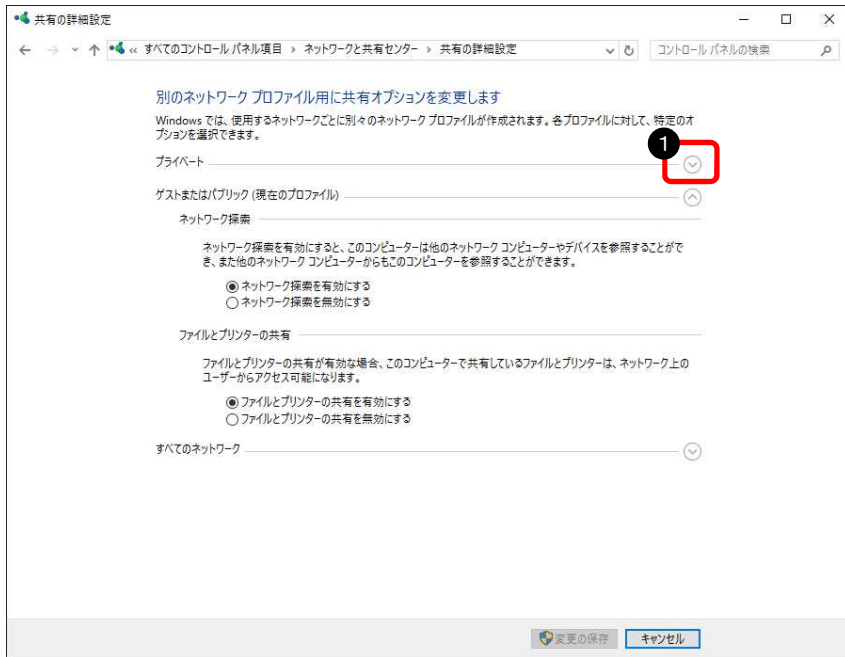 共有の詳細設定
« すべてのコントロール パネル項目 › ネットワークと共有センター › 共有の詳細設定
コントロール パネルの検索
別のネットワーク プロファイル用に共有オプションを変更します
Windows では、使用するネットワークごとに別々のネットワーク プロファイルが作成されます。各プロファイルに対して、特定のオ
プションを選択できます。
1
プライベート
ゲストまたはパブリック (現在のプロファイル)
ネットワーク探索
ネットワーク探索を有効にすると、このコンピューターは他のネットワーク コンピューターやデバイスを参照することがで
き、また他のネットワーク コンピューターからもこのコンピューターを参照することができます。
ネットワーク探索を有効にする
ネットワーク探索を無効にする
ファイルとプリンターの共有
ファイルとプリンターの共有が有効な場合、このコンピューターで共有しているファイルとプリンターは、ネットワーク上の
ユーザーからアクセス可能になります。
ファイルとプリンターの共有を有効にする
ファイルとプリンターの共有を無効にする
すべてのネットワーク
変更の保存
キャンセル